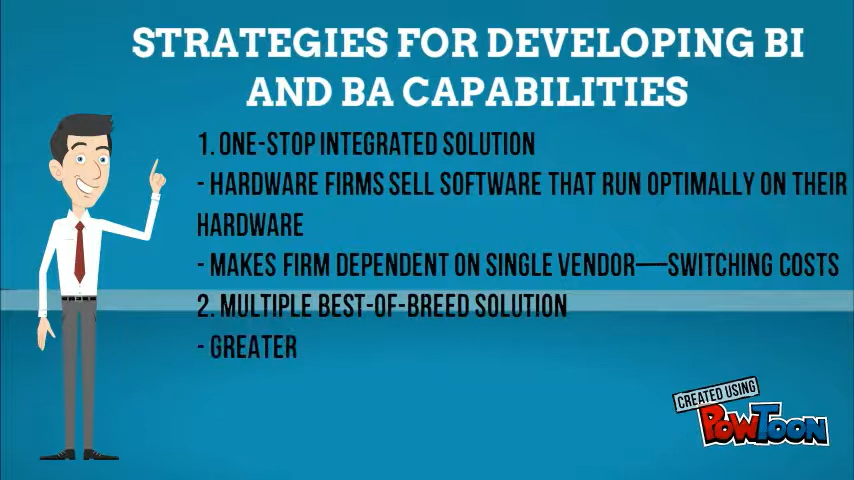 STRATEGIES FOR DEVELOPING BI
AND BA CAPABILITIES
1. ONE-STOP INTEGRATED SOLUTION
- HARDWARE FIRMS SELL SOFTWARE THAT RUN OPTIMALLY ON THEIR
HARDWARE
- MAKES FIRM DEPENDENT ON SINGLE VENDOR—SWITCHING COSTS
2. MULTIPLE BEST-OF-BREED SOLUTION
- GREATER
CREATED USING
POWTOON